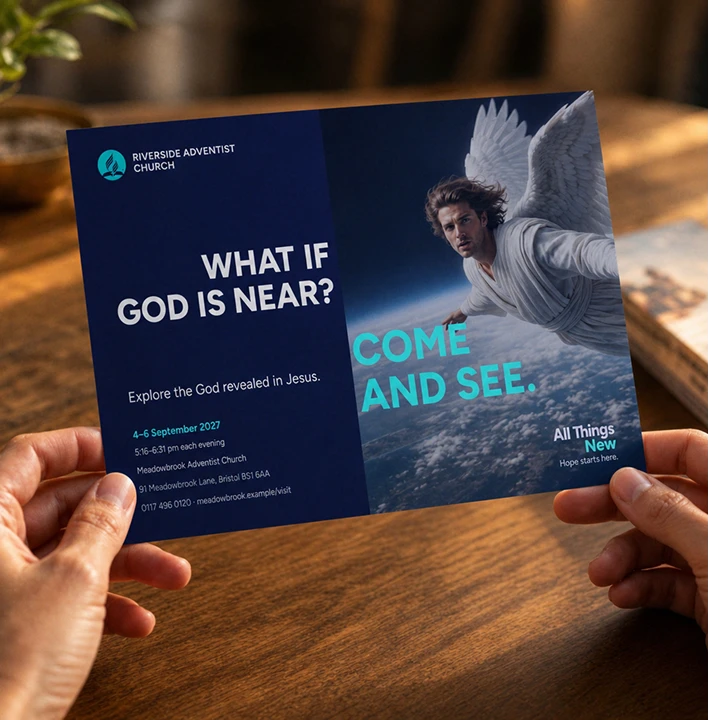 RIVERSIDE ADVENTIST
CHURCH
WHAT IF
GOD IS NEAR?
Explore the God revealed in Jesus.
4–6 September 2027
5:16–6:31 pm each evening
Meadowbrook Adventist Church
91 Meadowbrook Lane, Bristol BS1 6AA
0117 496 0120 · meadowbrook.example/visit
COME
AND SEE.
All Things
New
Hope starts here.